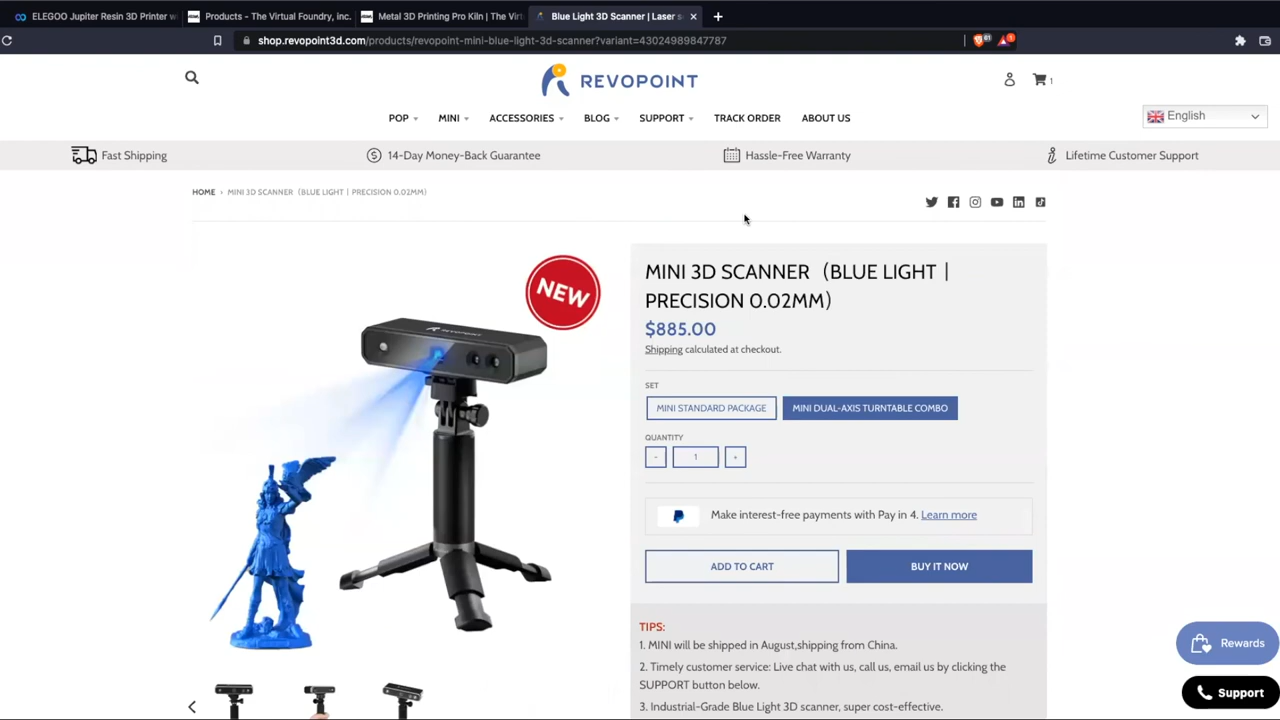 ELEGOO Jupiter Resin 3D Printer w
Products - The Virtual Foundry, inc.
Metal 3D Printing Pro Kiln | The Virt
Blue Light 3D Scanner | Laser s
shop.revopoint3d.com/products/revopoint-mini-blue-light-3d-scanner?variant=43024989847787
61
1
REVOPOINT
1
POP
MINI
ACCESSORIES
BLOG
SUPPORT
TRACK ORDER
ABOUT US
English
Fast Shipping
14-Day Money-Back Guarantee
Hassle-Free Warranty
Lifetime Customer Support
HOME › MINI 3D SCANNER（BLUE LIGHT｜PRECISION 0.02MM）
NEW
REVOPOINT
MINI 3D SCANNER（BLUE LIGHT｜
PRECISION 0.02MM）
$885.00
Shipping calculated at checkout.
SET
MINI STANDARD PACKAGE
MINI DUAL-AXIS TURNTABLE COMBO
QUANTITY
- 1 +
Make interest-free payments with Pay in 4. Learn more
ADD TO CART
BUY IT NOW
TIPS:
1. MINI will be shipped in August,shipping from China.
2. Timely customer service: Live chat with us, call us, email us by clicking the
SUPPORT button below.
3. Industrial-Grade Blue Light 3D scanner, super cost-effective.
Rewards
Support